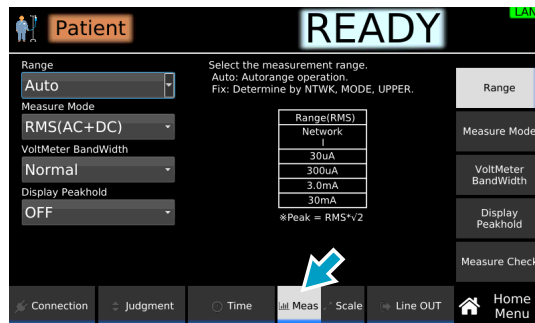 LAN
Patient
READY
Range
Auto
Measure Mode
RMS(AC+DC)
VoltMeter BandWidth
Normal
Display Peakhold
OFF
Select the measurement range.
Auto: Autorange operation.
Fix: Determine by NTWK, MODE, UPPER.
Range(RMS)
Network
I
30uA
300uA
3.0mA
30mA
※Peak = RMS*√2
Range
Measure Mode
VoltMeter
BandWidth
Display
Peakhold
Measure Check
Connection
Judgment
Time
Meas
Scale
Line OUT
Home
Menu